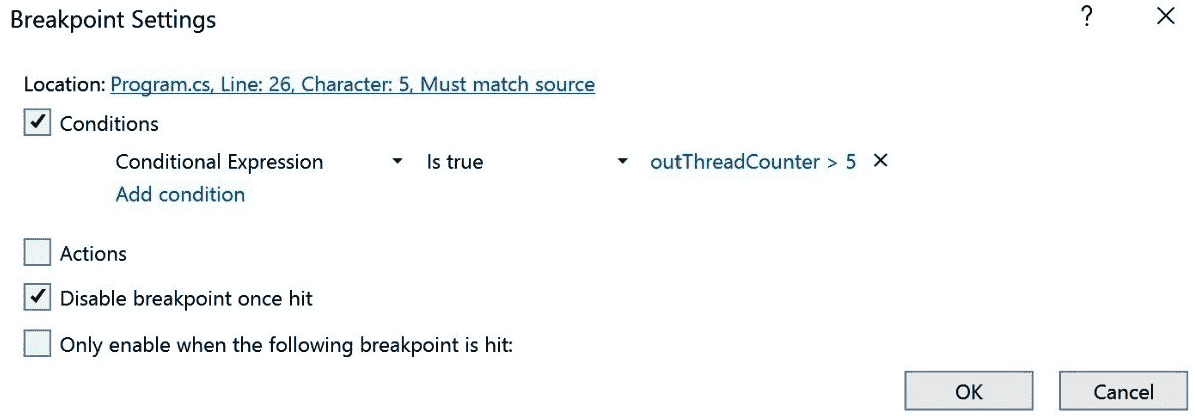 Breakpoint Settings ? ✕
Location: Program.cs, Line: 26, Character: 5, Must match source
Conditions
Conditional Expression Is true outThreadCounter > 5 ✕
Add condition
Actions
Disable breakpoint once hit
Only enable when the following breakpoint is hit:
OK Cancel